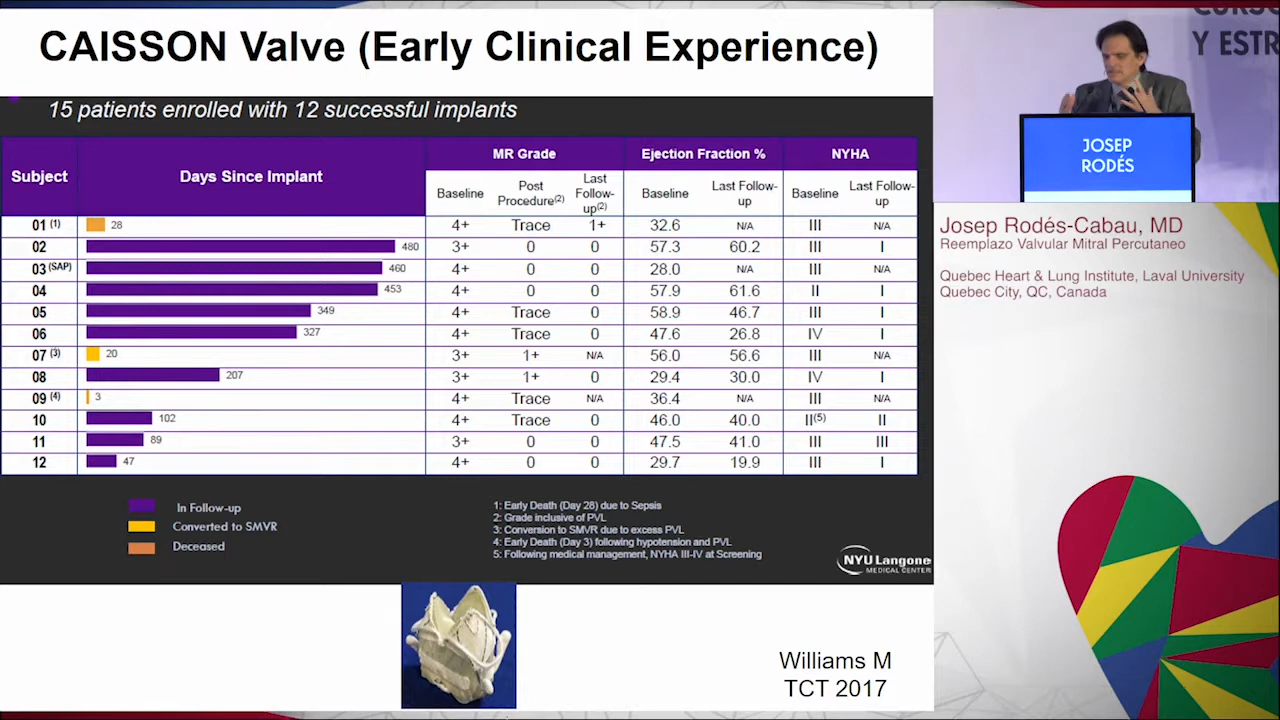 CAISSON Valve (Early Clinical Experience)
15 patients enrolled with 12 successful implants
Subject Days Since Implant MR Grade Ejection Fraction % NYHA
Baseline Post Procedure(2) Last Follow-up(2) Baseline Last Follow-up Baseline Last Follow-up
01 (1) 28 4+ Trace 1+ 32.6 N/A III N/A
02 480 3+ 0 0 57.3 60.2 III I
03 (SAP) 460 4+ 0 0 28.0 N/A III N/A
04 453 4+ 0 0 57.9 61.6 II I
05 349 4+ Trace 0 58.9 46.7 III I
06 327 4+ Trace 0 47.6 26.8 IV I
07 (3) 20 3+ 1+ N/A 56.0 56.6 III N/A
08 207 3+ 1+ 0 29.4 30.0 IV I
09 (4) 3 4+ Trace N/A 36.4 N/A III N/A
10 102 4+ Trace 0 46.0 40.0 II(5) II
11 89 3+ 0 0 47.5 41.0 III III
12 47 4+ 0 0 29.7 19.9 III I
In Follow-up
Converted to SMVR
Deceased
1: Early Death (Day 28) due to Sepsis
2: Grade inclusive of PVL
3: Conversion to SMVR due to excess PVL
4: Early Death (Day 3) following hypotension and PVL
5: Following medical management, NYHA III-IV at Screening
NYU Langone
MEDICAL CENTER
Williams M
TCT 2017
Y ESTR
JOSEP
RODÉS
Josep Rodés-Cabau, MD
Reemplazo Valvular Mitral Percutaneo
Quebec Heart & Lung Institute, Laval University
Quebec City, QC, Canada